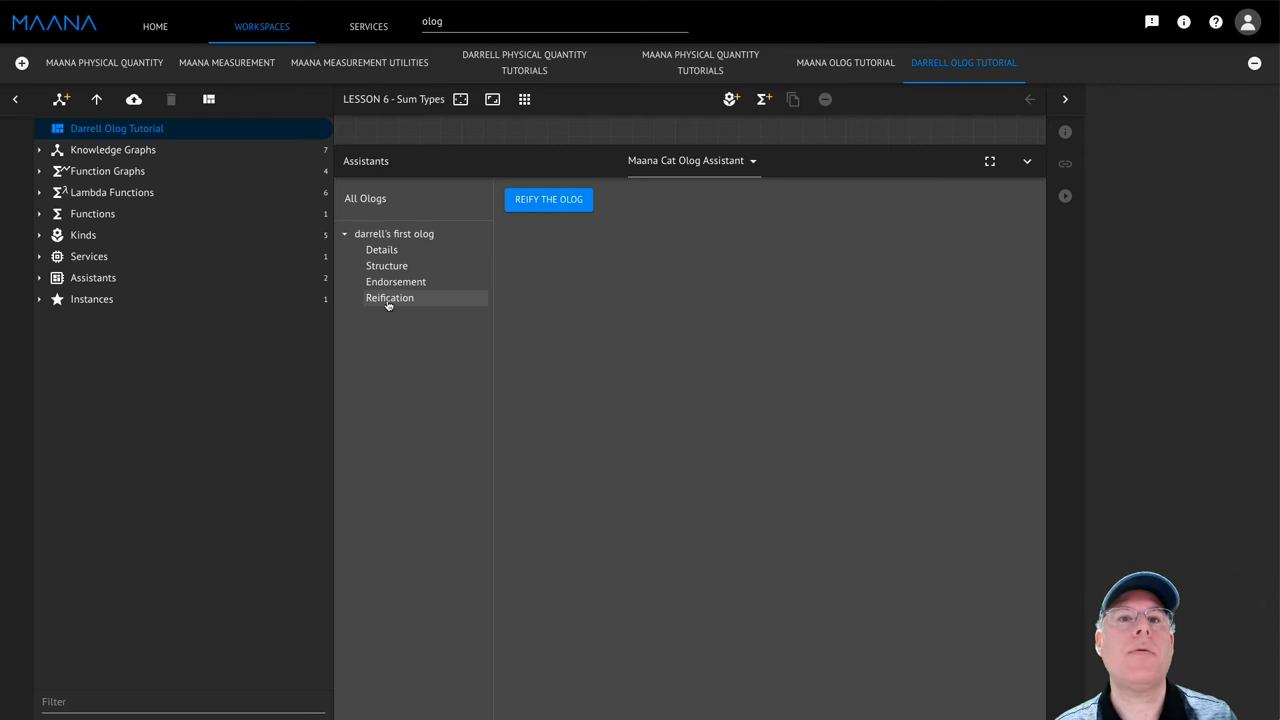 MAANA
HOME
WORKSPACES
SERVICES
olog
MAANA PHYSICAL QUANTITY
MAANA MEASUREMENT
MAANA MEASUREMENT UTILITIES
DARRELL PHYSICAL QUANTITY
TUTORIALS
MAANA PHYSICAL QUANTITY
TUTORIALS
MAANA OLOG TUTORIAL
DARRELL OLOG TUTORIAL
LESSON 6 - Sum Types
Darrell Olog Tutorial
Knowledge Graphs 7
Function Graphs 4
Lambda Functions 6
Functions 1
Kinds 5
Services 1
Assistants 2
Instances 1
Filter
Assistants
Maana Cat Olog Assistant
All Ologs
darrell's first olog
Details
Structure
Endorsement
Reification
REIFY THE OLOG